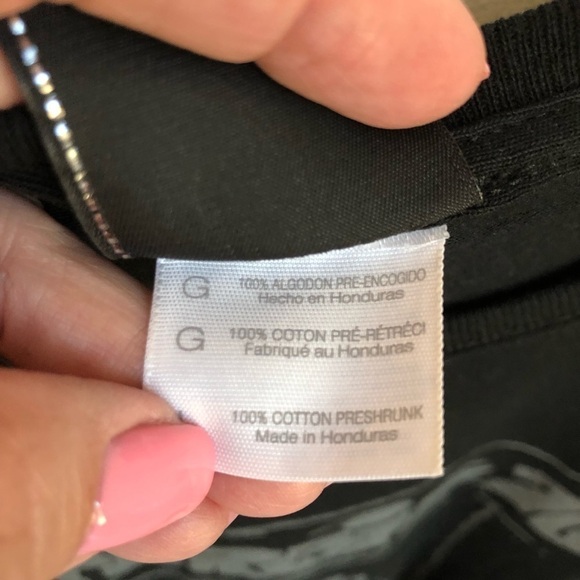 G 100% ALGODON PRE-ENCOGIDO
Hecho en Honduras
G 100% COTON PRÉ-RÉTRÉCI
Fabriqué au Honduras
100% COTTON PRESHRUNK
Made in Honduras